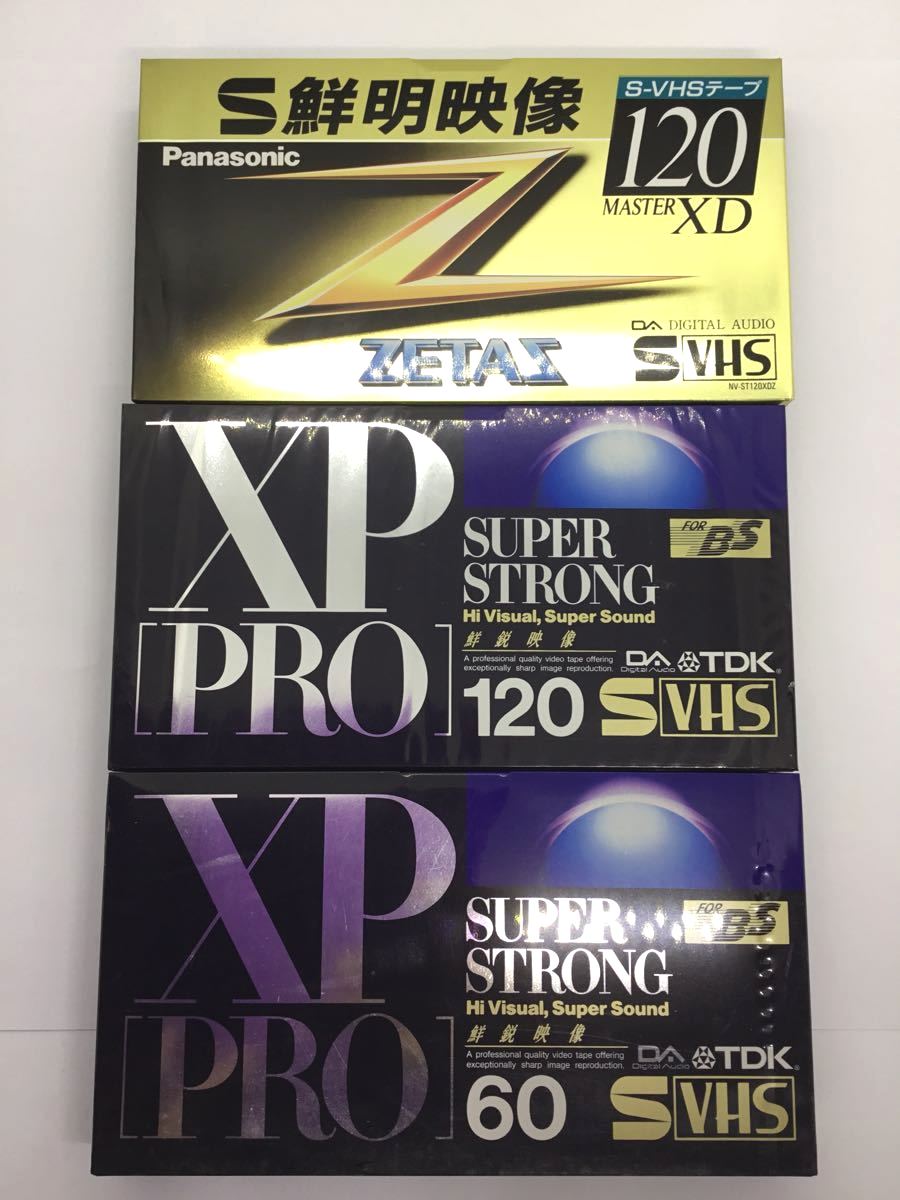 S鮮明映像
Panasonic
S-VHSテープ
120
MASTER XD
ZETAS
DA DIGITAL AUDIO
S VHS
NV-ST120XDZ
XP
[PRO]
SUPER
STRONG
FOR BS
Hi Visual, Super Sound
鮮鋭映像
A professional quality video tape offering
exceptionally sharp image reproduction.
DA
Digital Audio
TDK®
120
S VHS
XP
[PRO]
SUPER
STRONG
FOR BS
Hi Visual, Super Sound
鮮鋭映像
A professional quality video tape offering
exceptionally sharp image reproduction.
DA
Digital Audio
TDK®
60
S VHS